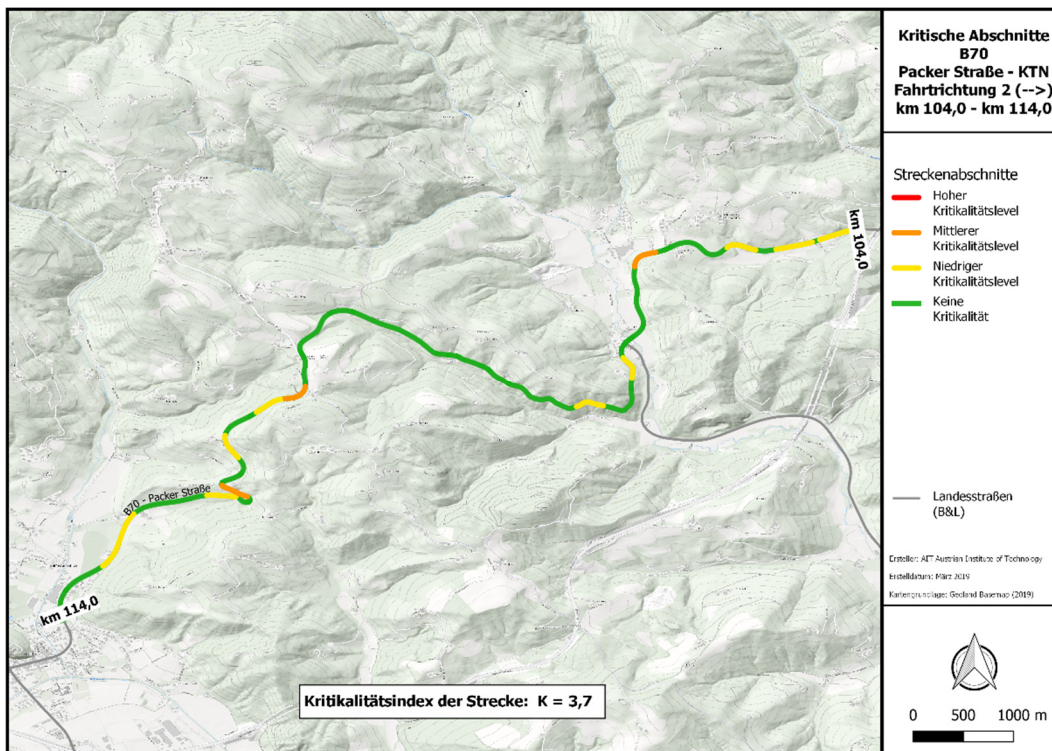 Kritische Abschnitte
B70
Packer Straße - KTN
Fahrtrichtung 2 (-->)
km 104,0 - km 114,0
Streckenabschnitte
Hoher
Kritikalitätslevel
Mittlerer
Kritikalitätslevel
Niedriger
Kritikalitätslevel
Keine
Kritikalität
Landesstraßen
(B&L)
Ersteller: AIT Austrian Institute of Technology
Erstelldatum: März 2019
Kartengrundlage: Geoland Basemap (2019)
0 500 1000 m
km 104,0
B70 - Packer Straße
km 114,0
Kritikalitätsindex der Strecke: K = 3,7